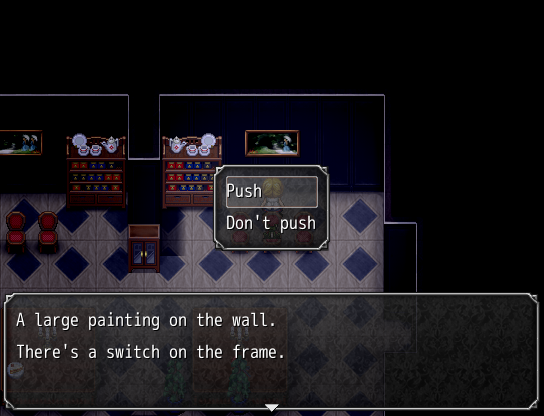 Push
Don't push
A large painting on the wall.
There's a switch on the frame.